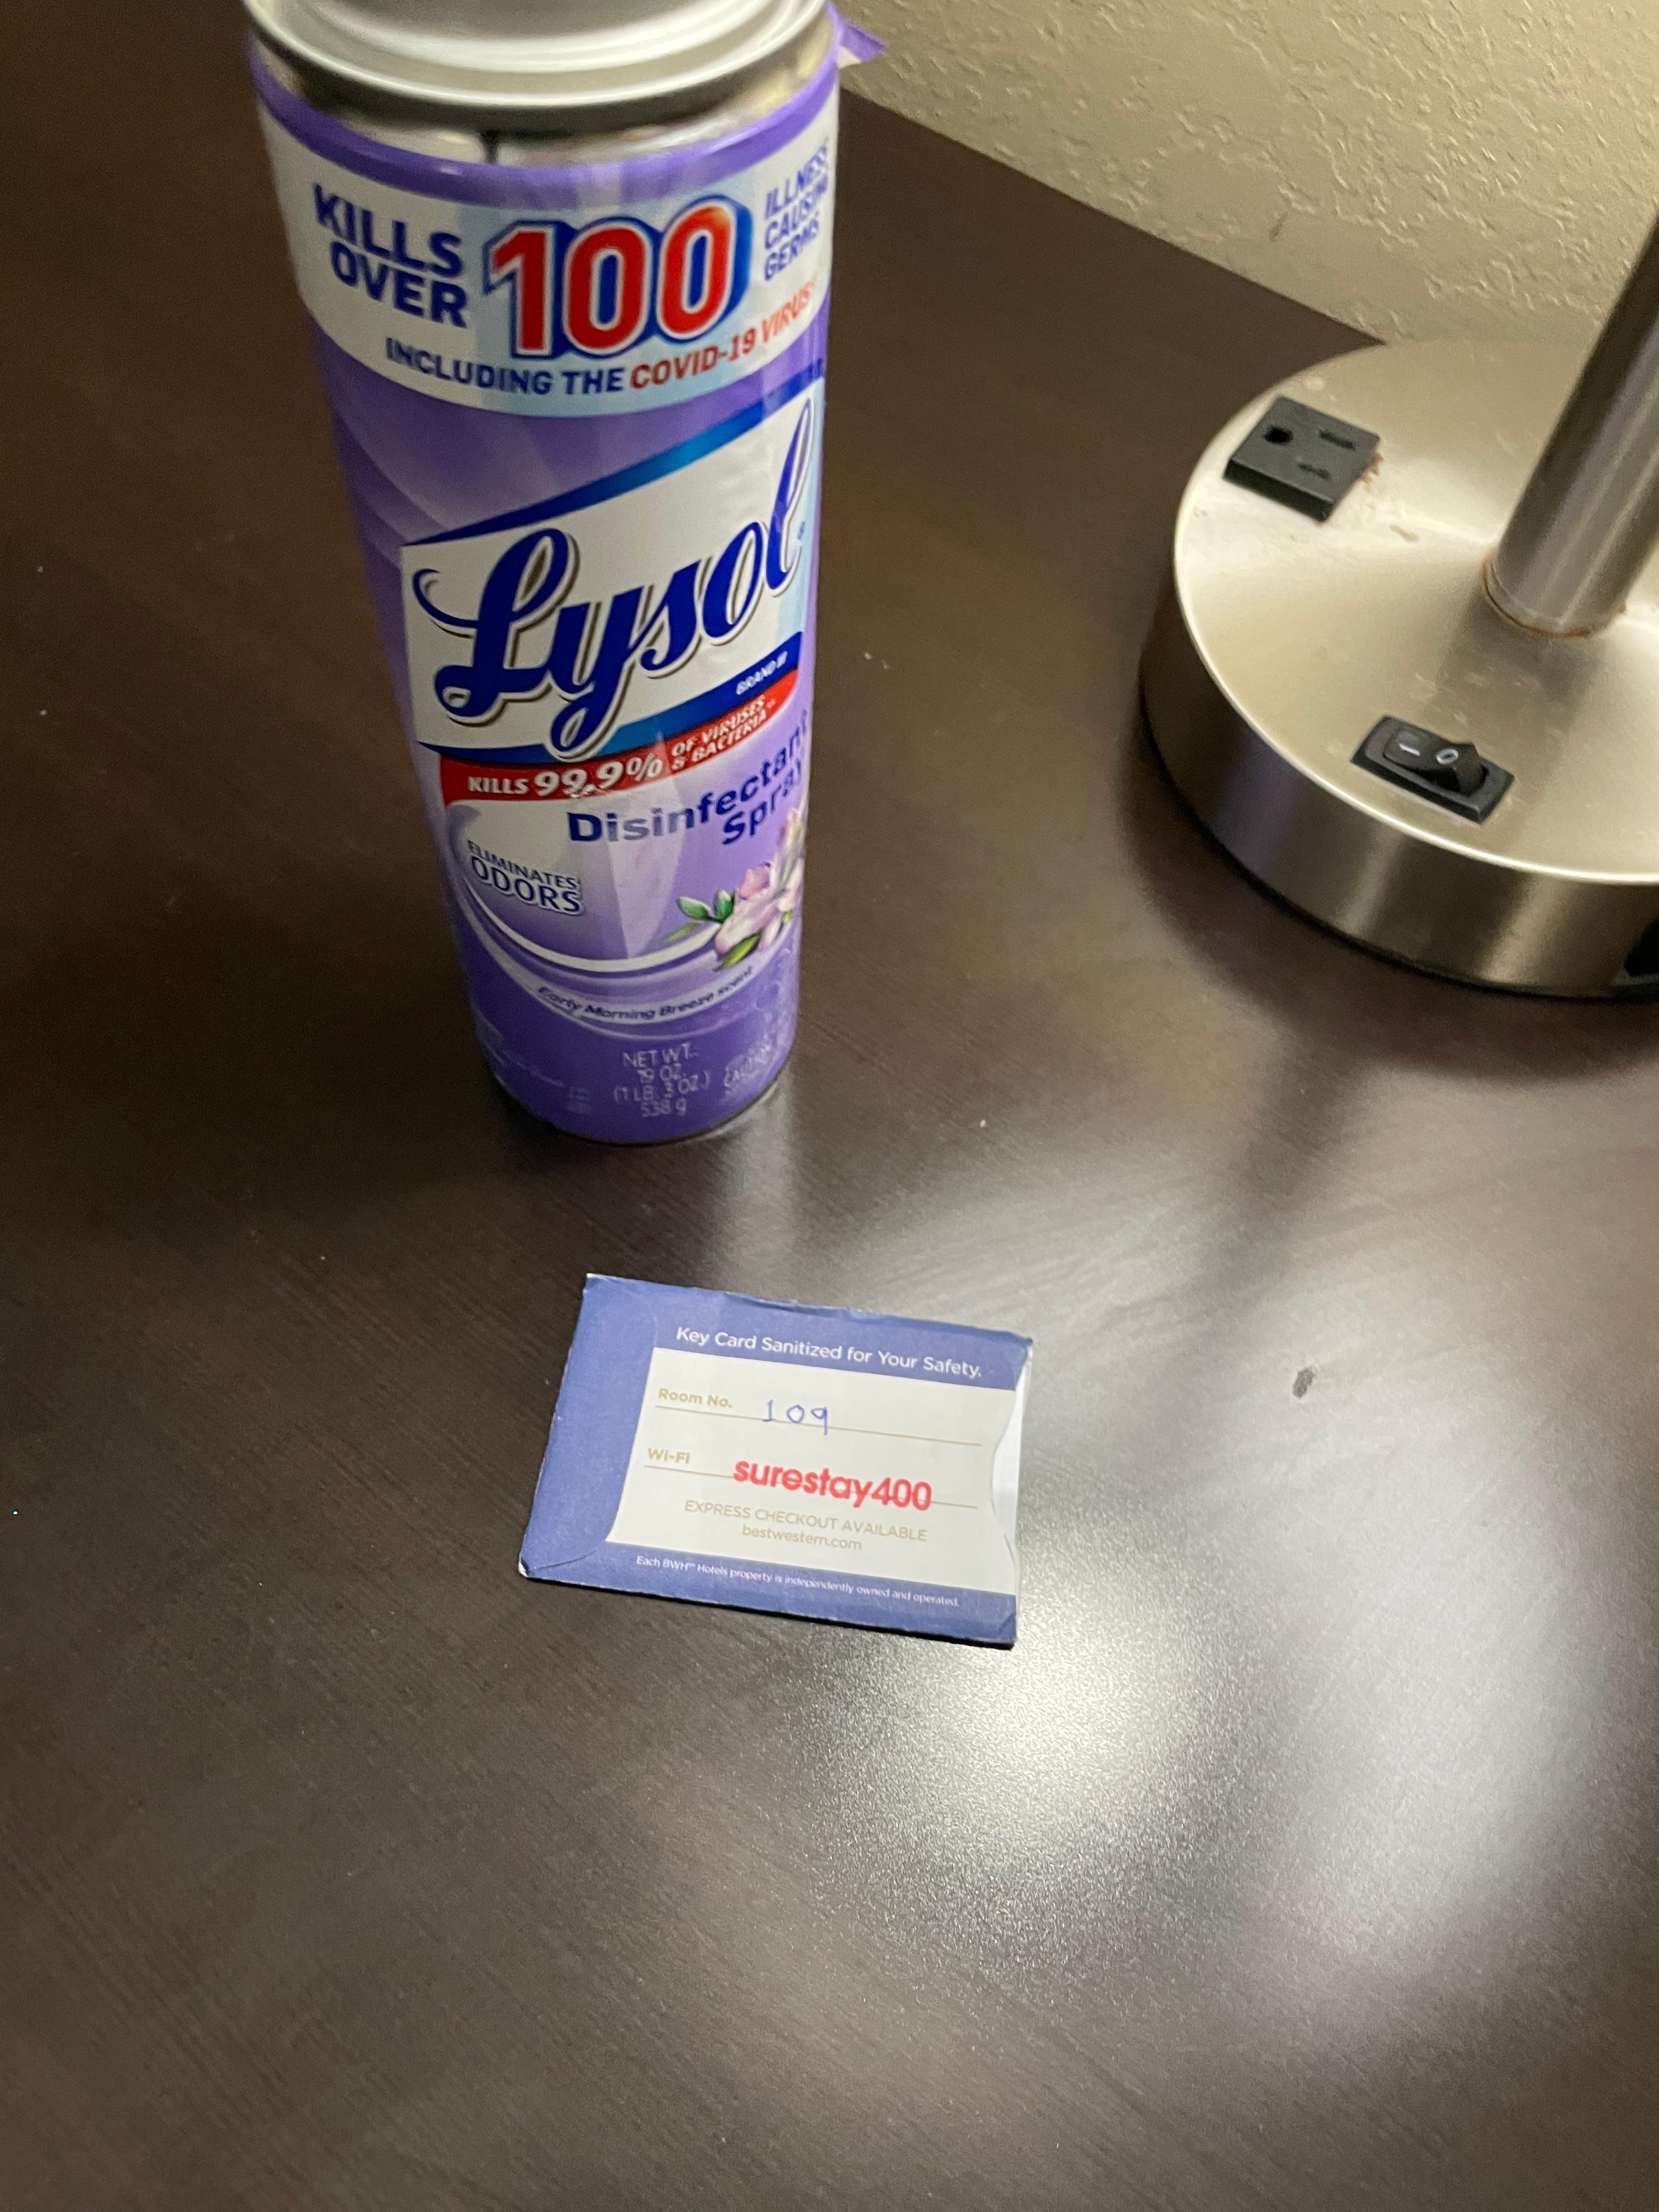 KILLS
OVER
100
ILLNESS
CAUSING
GERMS
INCLUDING THE COVID-19 VIRUS
Lysol
BRAND III
KILLS 99.9% OF VIRUSES
& BACTERIA
Disinfectant
Spray
ELIMINATES
ODORS
Early Morning Breeze scent
NET WT.
19 OZ.
(1 LB. 3 OZ.)
538 g
Key Card Sanitized for Your Safety.
Room No. 109
Wi-Fi surestay400
EXPRESS CHECKOUT AVAILABLE
bestwestern.com
Each BWH℠ Hotels property is independently owned and operated.